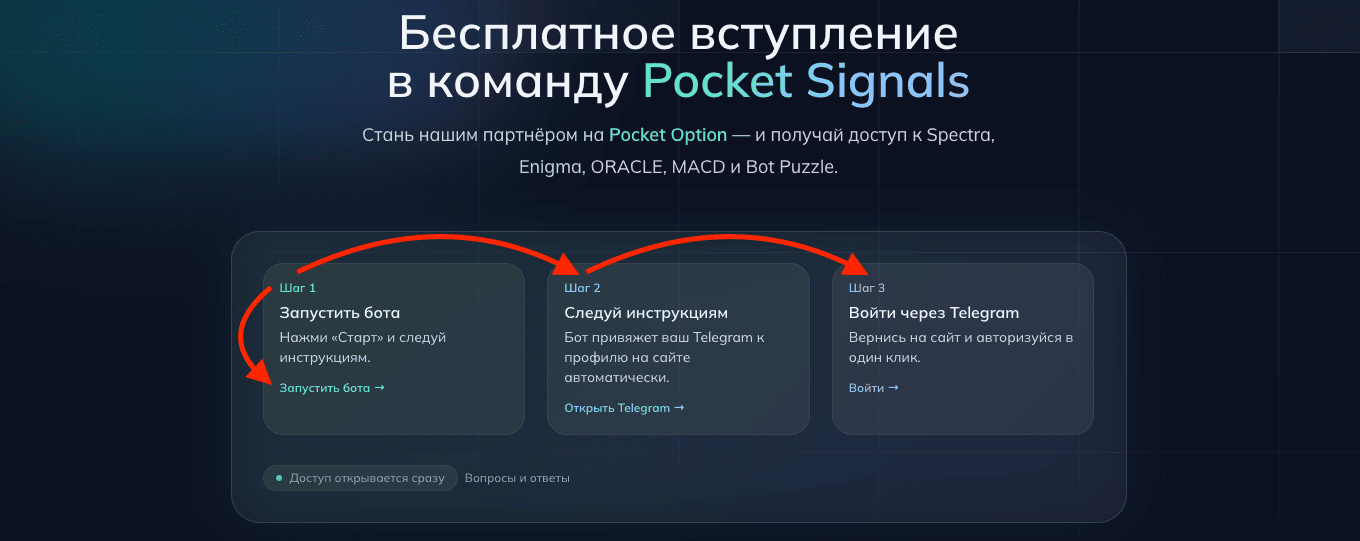 Бесплатное вступление
в команду Pocket Signals
Стань нашим партнёром на Pocket Option — и получай доступ к Spectra,
Enigma, ORACLE, MACD и Bot Puzzle.
Шаг 1
Запустить бота
Нажми «Старт» и следуй
инструкциям.
Запустить бота →
Шаг 2
Следуй инструкциям
Бот привяжет ваш Telegram к
профилю на сайте
автоматически.
Открыть Telegram →
Шаг 3
Войти через Telegram
Вернись на сайт и авторизуйся в
один клик.
Войти →
Доступ открывается сразу
Вопросы и ответы